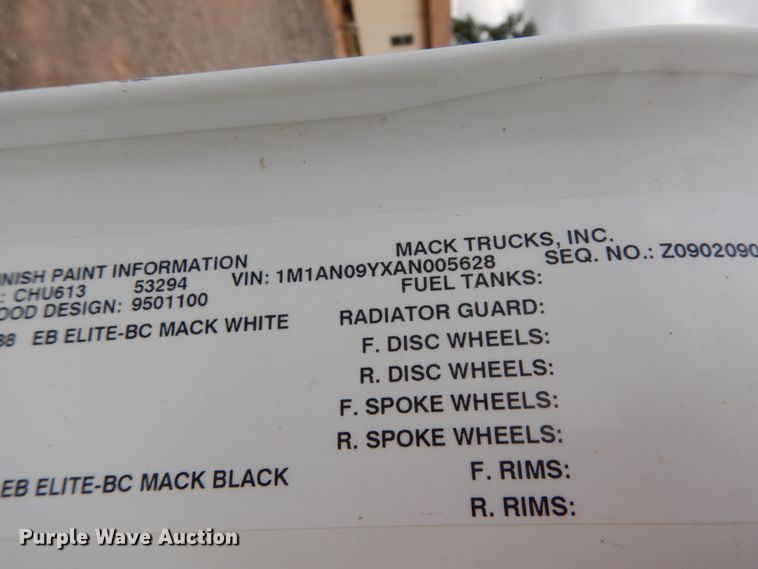 MACK TRUCKS, INC.
NISH PAINT INFORMATION VIN: 1M1AN09YXAN005628 SEQ. NO.: Z0902090
: CHU613 53294 FUEL TANKS:
OOD DESIGN: 9501100
38 EB ELITE-BC MACK WHITE RADIATOR GUARD:
F. DISC WHEELS:
R. DISC WHEELS:
F. SPOKE WHEELS:
R. SPOKE WHEELS:
EB ELITE-BC MACK BLACK F. RIMS:
R. RIMS:
Purple Wave Auction